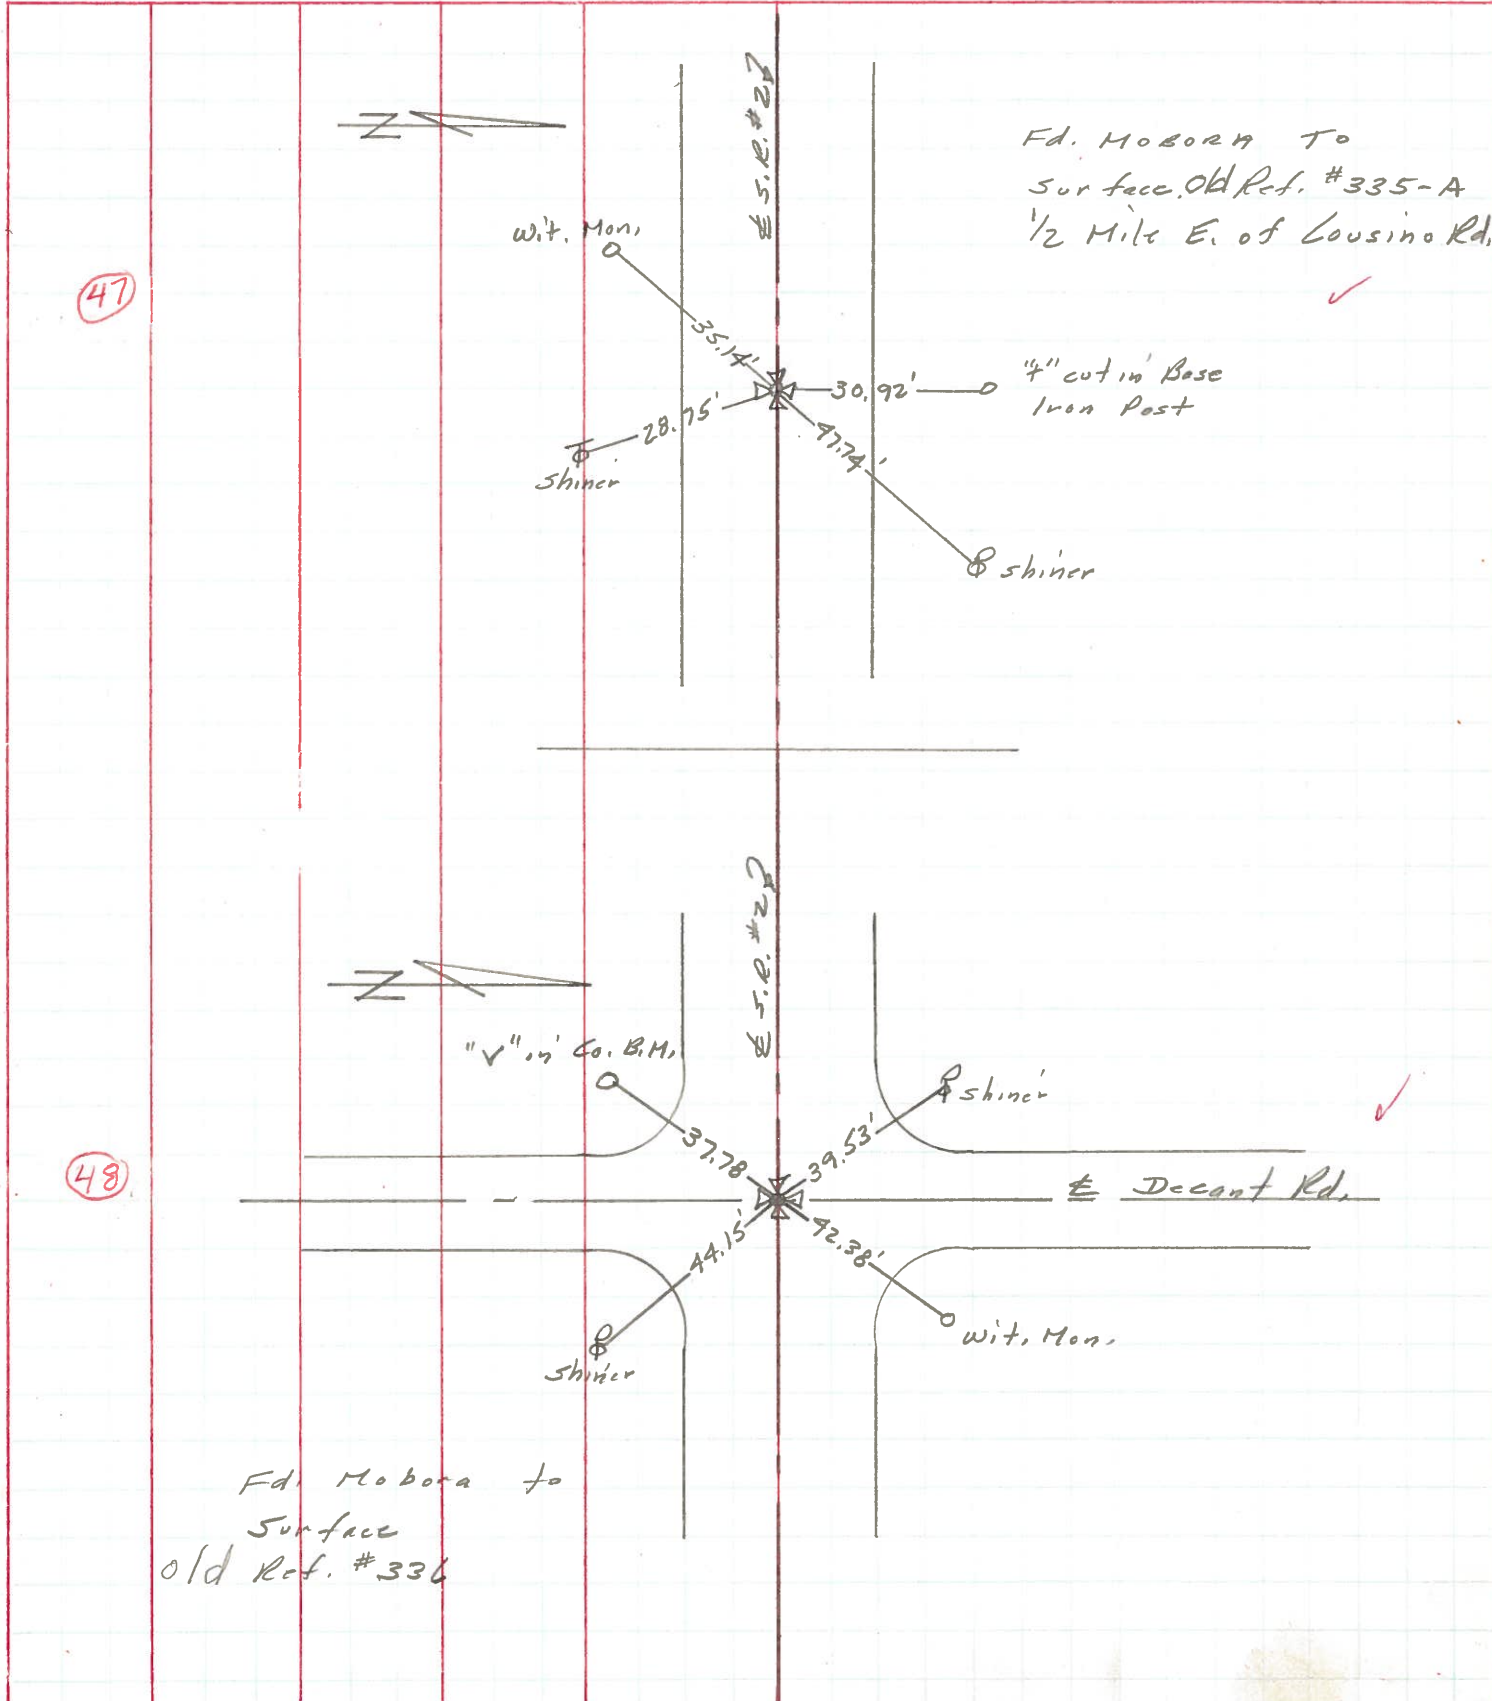 N
℄ S.R. #2
Fd. MOBORA To
Surface. Old Ref. #335-A
1/2 Mile E. of Cousino Rd.
47
wit. Mon.
35.14'
30.92'
"+" cut in Base
Iron Post
28.75'
47.74'
shiner
shiner
℄ S.R. #2
N
"V" in Co. B.M.
shiner
37.78
39.53'
48
℄ Decant Rd.
44.15'
42.38'
wit. Mon.
shiner
Fd. Mobora to
Surface
old Ref. #336